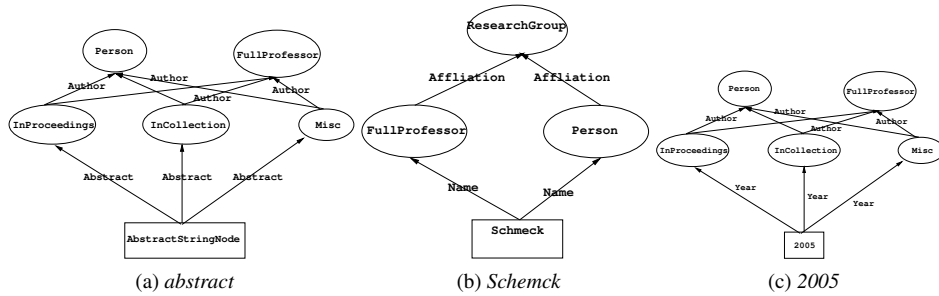 Person
FullProfessor
Author
Author
Author
Author
InProceedings
InCollection
Misc
Abstract
Abstract
Abstract
AbstractStringNode
(a) abstract
ResearchGroup
Affliation
Affliation
FullProfessor
Person
Name
Name
Schmeck
(b) Schemck
Person
FullProfessor
Author
Author
Author
Author
InProceedings
InCollection
Misc
Year
Year
Year
2005
(c) 2005